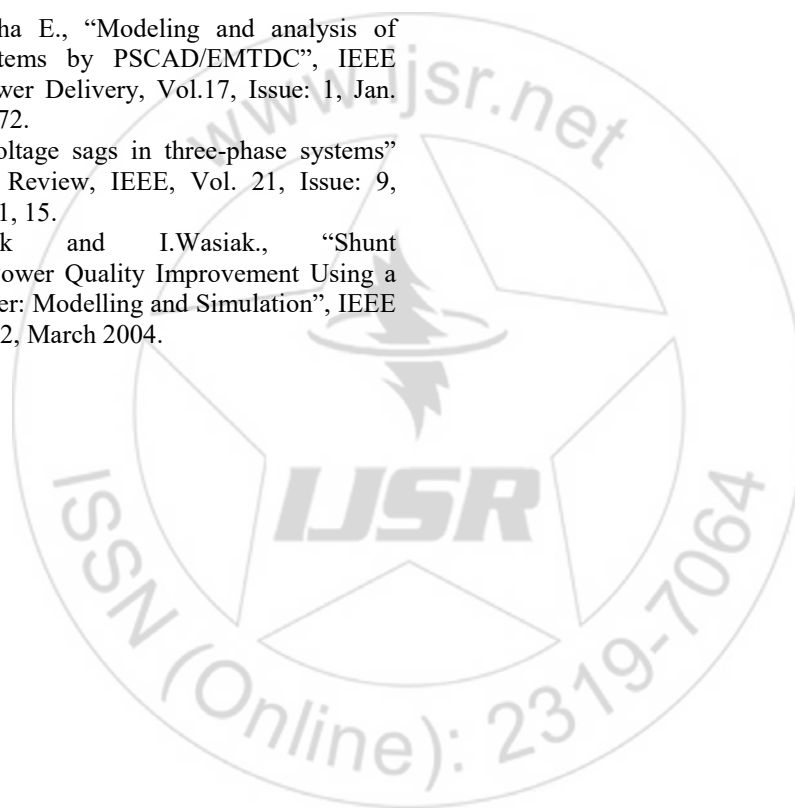 ha E., “Modeling and analysis of
tems by PSCAD/EMTDC”, IEEE
wer Delivery, Vol.17, Issue: 1, Jan.
72.
oltage sags in three-phase systems”
Review, IEEE, Vol. 21, Issue: 9,
1, 15.
k and I.Wasiak., “Shunt
ower Quality Improvement Using a
er: Modelling and Simulation”, IEEE
2, March 2004.
www.ijsr.net
IJSR
ISSN (Online): 2319-7064